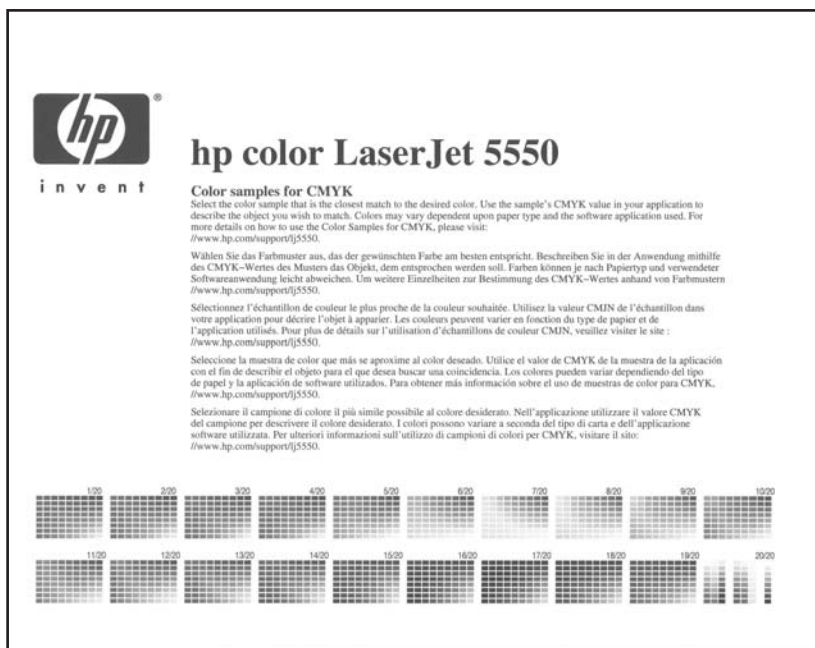 hp
®
invent
hp color LaserJet 5550
Color samples for CMYK
Select the color sample that is the closest match to the desired color. Use the sample's CMYK value in your application to
describe the object you wish to match. Colors may vary dependent upon paper type and the software application used. For
more details on how to use the Color Samples for CMYK, please visit:
//www.hp.com/support/lj5550.
Wählen Sie das Farbmuster aus, das der gewünschten Farbe am besten entspricht. Beschreiben Sie in der Anwendung mithilfe
des CMYK–Wertes des Musters das Objekt, dem entsprochen werden soll. Farben können je nach Papiertyp und verwendeter
Softwareanwendung leicht abweichen. Um weitere Einzelheiten zur Bestimmung des CMYK–Wertes anhand von Farbmustern
//www.hp.com/support/lj5550.
Sélectionnez l'échantillon de couleur le plus proche de la couleur souhaitée. Utilisez la valeur CMJN de l'échantillon dans
votre application pour décrire l'objet à apparier. Les couleurs peuvent varier en fonction du type de papier et de
l'application utilisés. Pour plus de détails sur l'utilisation d'échantillons de couleur CMJN, veuillez visiter le site :
//www.hp.com/support/lj5550.
Seleccione la muestra de color que más se aproxime al color deseado. Utilice el valor de CMYK de la muestra de la aplicación
con el fin de describir el objeto para el que desea buscar una coincidencia. Los colores pueden variar dependiendo del tipo
de papel y la aplicación de software utilizados. Para obtener más información sobre el uso de muestras de color para CMYK,
//www.hp.com/support/lj5550.
Selezionare il campione di colore il più simile possibile al colore desiderato. Nell'applicazione utilizzare il valore CMYK
del campione per descrivere il colore desiderato. I colori possono variare a seconda del tipo di carta e dell'applicazione
software utilizzata. Per ulteriori informazioni sull'utilizzo di campioni di colori per CMYK, visitare il sito:
//www.hp.com/support/lj5550.
1/20 2/20 3/20 4/20 5/20 6/20 7/20 8/20 9/20 10/20
11/20 12/20 13/20 14/20 15/20 16/20 17/20 18/20 19/20 20/20